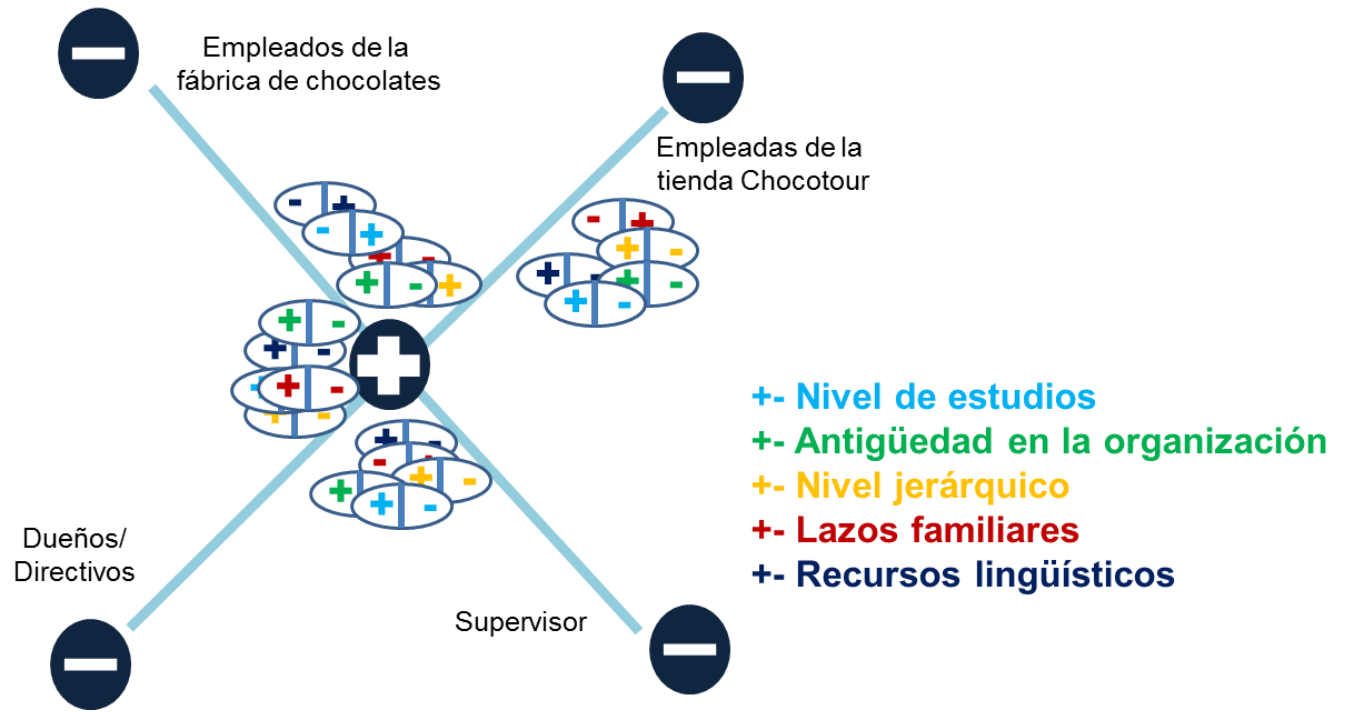 Empleados de la
fábrica de chocolates
Empleadas de la
tienda Chocotour
+- Nivel de estudios
+- Antigüedad en la organización
+- Nivel jerárquico
+- Lazos familiares
+- Recursos lingüísticos
Dueños/
Directivos
Supervisor